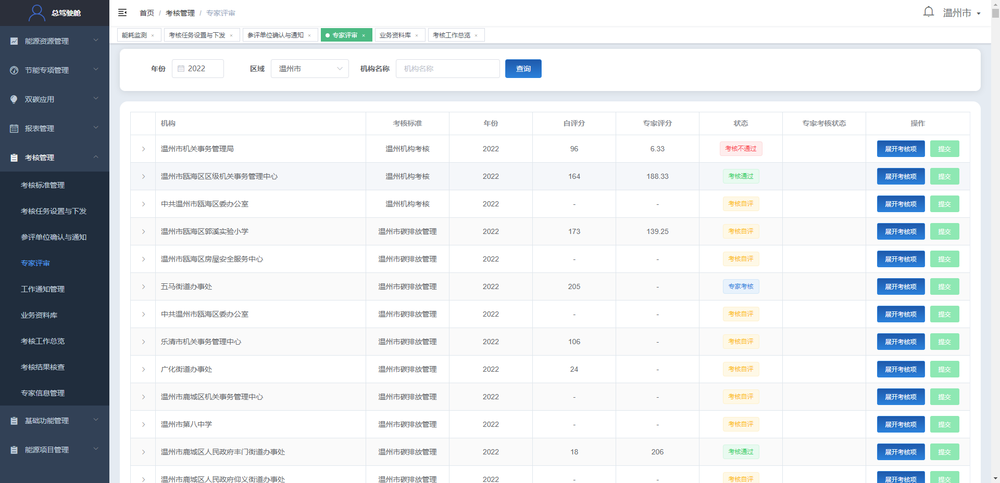 总驾驶舱
首页 / 考核管理 / 专家评审
温州市
能耗监测 × 考核任务设置与下发 × 参评单位确认与通知 × 专家评审 × 业务资料库 × 考核工作总览 ×
能源资源管理
节能专项管理
双碳应用
报表管理
考核管理
考核标准管理
考核任务设置与下发
参评单位确认与通知
专家评审
工作通知管理
业务资料库
考核工作总览
考核结果核查
专家信息管理
基础功能管理
能源项目管理
年份 2022 区域 温州市 机构名称 机构名称 查询
机构 考核标准 年份 自评分 专家评分 状态 专家考核状态 操作
温州市机关事务管理局 温州机构考核 2022 96 6.33 考核不通过 展开考核项 提交
温州市瓯海区区级机关事务管理中心 温州机构考核 2022 164 188.33 考核通过 展开考核项 提交
中共温州市瓯海区委办公室 温州机构考核 2022 - - 考核自评 展开考核项 提交
温州市瓯海区郭溪实验小学 温州市碳排放管理 2022 173 139.25 考核自评 展开考核项 提交
温州市瓯海区房屋安全服务中心 温州市碳排放管理 2022 - - 考核自评 展开考核项 提交
五马街道办事处 温州市碳排放管理 2022 205 - 专家考核 展开考核项 提交
中共温州市瓯海区委办公室 温州市碳排放管理 2022 - - 考核自评 展开考核项 提交
乐清市机关事务管理中心 温州市碳排放管理 2022 106 - 考核自评 展开考核项 提交
广化街道办事处 温州市碳排放管理 2022 24 - 考核自评 展开考核项 提交
温州市鹿城区机关事务管理中心 温州市碳排放管理 2022 - - 考核自评 展开考核项 提交
温州市第八中学 温州市碳排放管理 2022 - - 考核自评 展开考核项 提交
温州市鹿城区人民政府丰门街道办事处 温州市碳排放管理 2022 18 206 考核通过 展开考核项 提交
温州市鹿城区人民政府仰义街道办事处 温州市碳排放管理 2022 - - 考核自评 展开考核项 提交